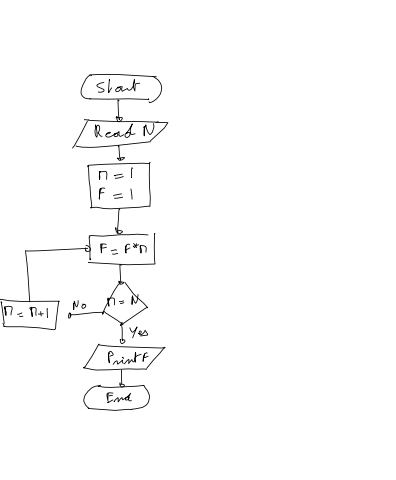 Start
Read N
n = 1
F = 1
F = F*n
n = N
No
n = n+1
Yes
Print F
End